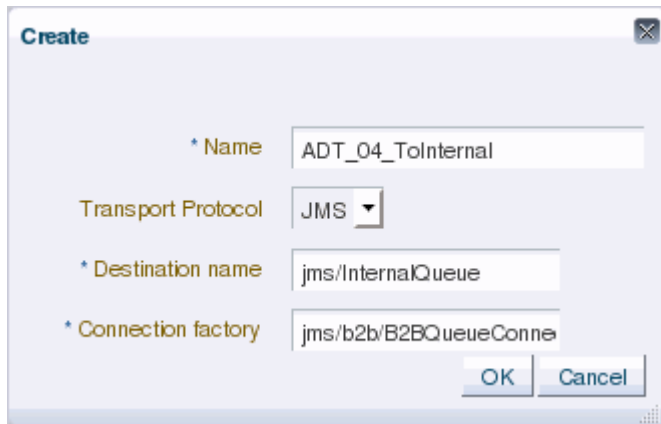 Create
* Name ADT_04_ToInternal
Transport Protocol JMS
* Destination name jms/InternalQueue
* Connection factory jms/b2b/B2BQueueConne
OK Cancel